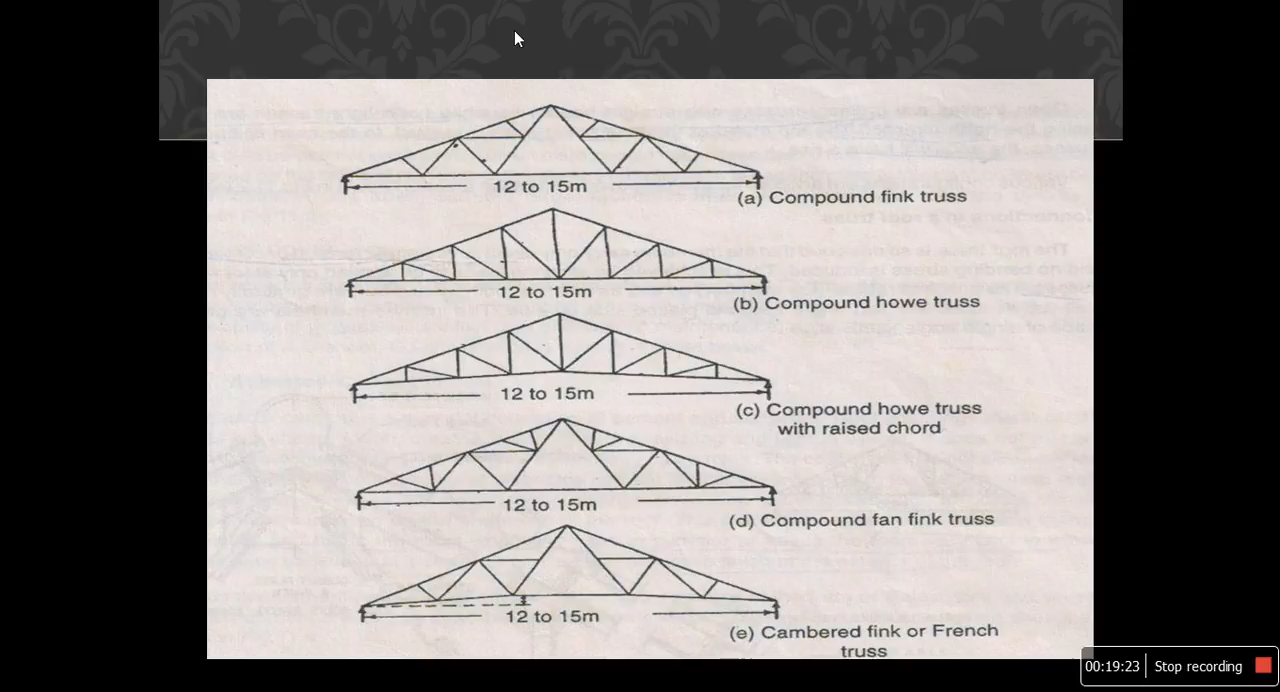 12 to 15m
(a) Compound fink truss
12 to 15m
(b) Compound howe truss
12 to 15m
(c) Compound howe truss
with raised chord
12 to 15m
(d) Compound fan fink truss
12 to 15m
(e) Cambered fink or French
truss
00:19:23 Stop recording